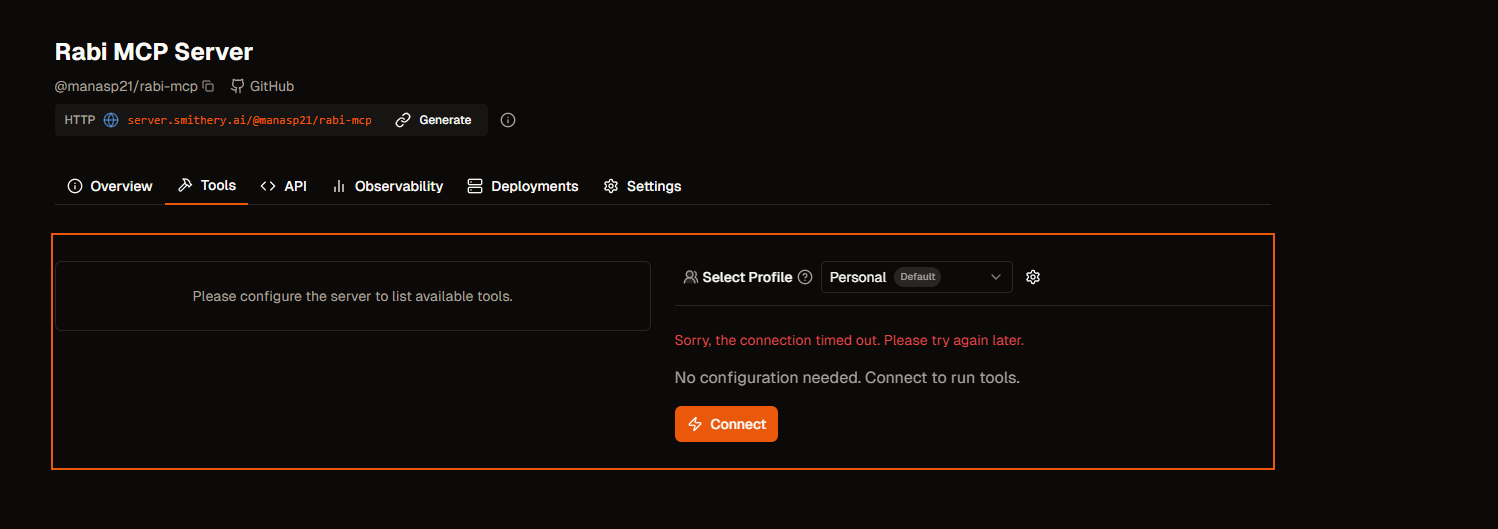 Rabi MCP Server
@manasp21/rabi-mcp GitHub
HTTP server.smithery.ai/@manasp21/rabi-mcp Generate
Overview Tools API Observability Deployments Settings
Please configure the server to list available tools.
Select Profile Personal Default
Sorry, the connection timed out. Please try again later.
No configuration needed. Connect to run tools.
Connect